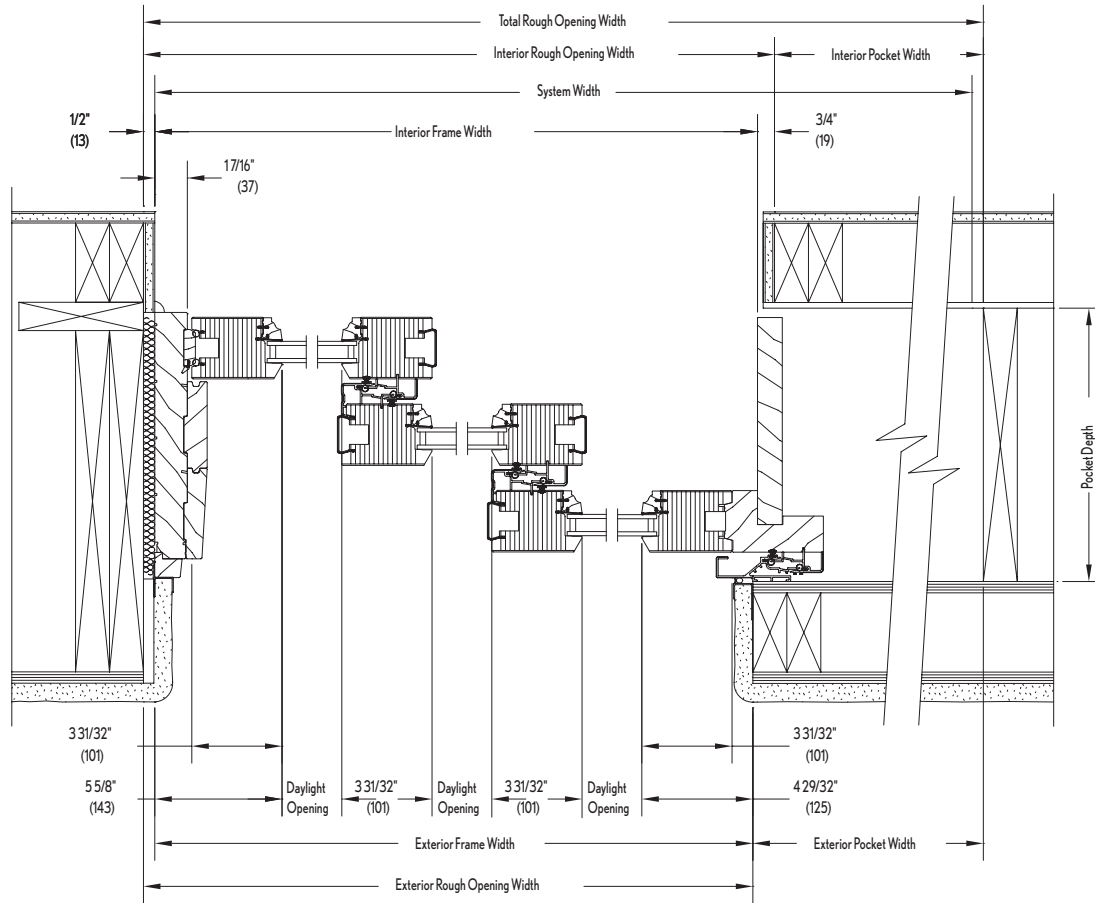 Total Rough Opening Width
Interior Rough Opening Width
Interior Pocket Width
System Width
1/2"
(13)
Interior Frame Width
3/4"
(19)
1 7/16"
(37)
Pocket Depth
3 31/32"
(101)
3 31/32"
(101)
5 5/8"
(143)
Daylight
Opening
3 31/32"
(101)
Daylight
Opening
3 31/32"
(101)
Daylight
Opening
4 29/32"
(125)
Exterior Frame Width
Exterior Pocket Width
Exterior Rough Opening Width